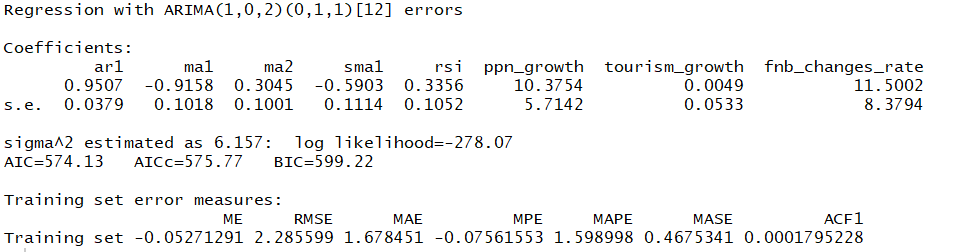 Regression with ARIMA(1,0,2)(0,1,1)[12] errors
Coefficients:
ar1 ma1 ma2 sma1 rsi ppn_growth tourism_growth fnb_changes_rate
0.9507 -0.9158 0.3045 -0.5903 0.3356 10.3754 0.0049 11.5002
s.e. 0.0379 0.1018 0.1001 0.1114 0.1052 5.7142 0.0533 8.3794
sigma^2 estimated as 6.157: log likelihood=-278.07
AIC=574.13 AICc=575.77 BIC=599.22
Training set error measures:
ME RMSE MAE MPE MAPE MASE ACF1
Training set -0.05271291 2.285599 1.678451 -0.07561553 1.598998 0.4675341 0.0001795228